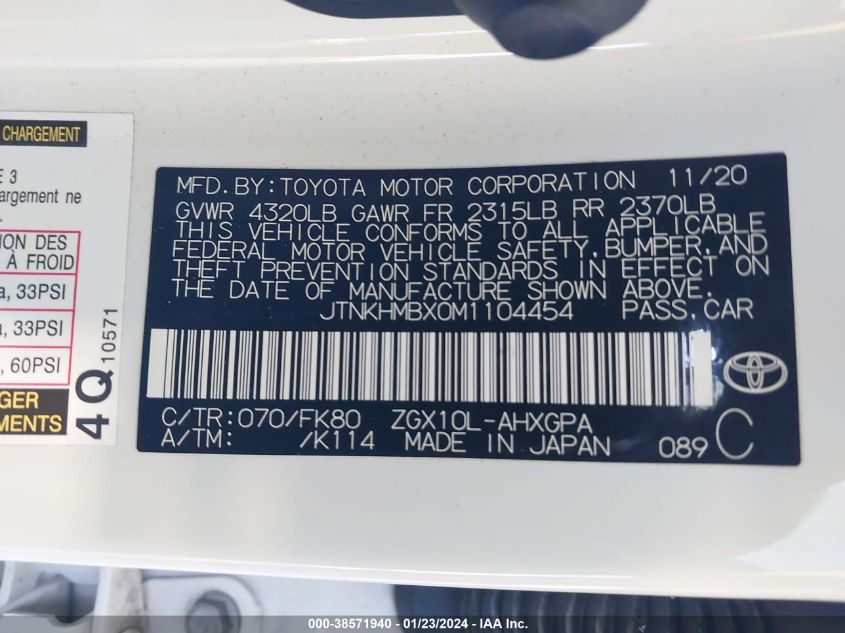 CHARGEMENT
E 3
argement ne
ION DES
À FROID
a, 33PSI
a, 33PSI
, 60PSI
GER
EMENTS
4Q 10571
MFD. BY: TOYOTA MOTOR CORPORATION 11/20
GVWR 4320LB GAWR FR 2315LB RR 2370LB
THIS VEHICLE CONFORMS TO ALL APPLICABLE
FEDERAL MOTOR VEHICLE SAFETY, BUMPER, AND
THEFT PREVENTION STANDARDS IN EFFECT ON
THE DATE OF MANUFACTURE SHOWN ABOVE.
JTNKHMBX0M1104454 PASS. CAR
C/TR: 070/FK80 ZGX10L-AHXGPA
A/TM: /K114 MADE IN JAPAN 089 C
000-38571940 - 01/23/2024 - IAA Inc.